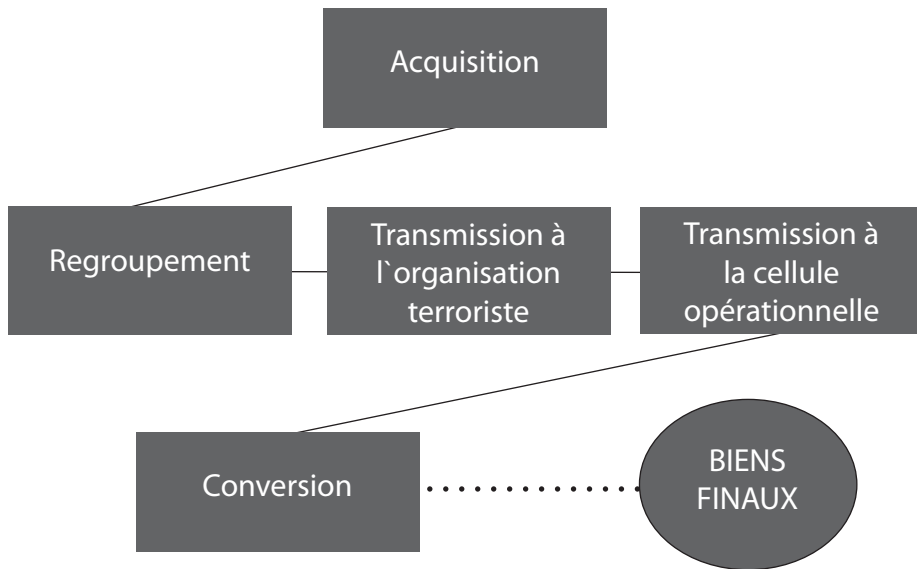 Acquisition
Regroupement
Transmission à
l`organisation
terroriste
Transmission à
la cellule
opérationnelle
Conversion
BIENS
FINAUX